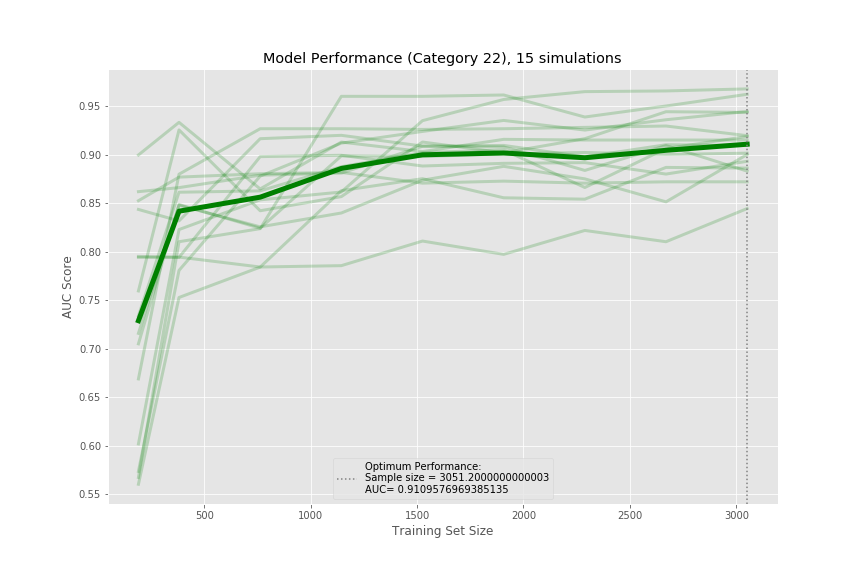 Model Performance (Category 22), 15 simulations
AUC Score
0.95
0.90
0.85
0.80
0.75
0.70
0.65
0.60
0.55
Optimum Performance:
Sample size = 3051.2000000000003
AUC= 0.9109576969385135
500
1000
1500
2000
2500
3000
Training Set Size